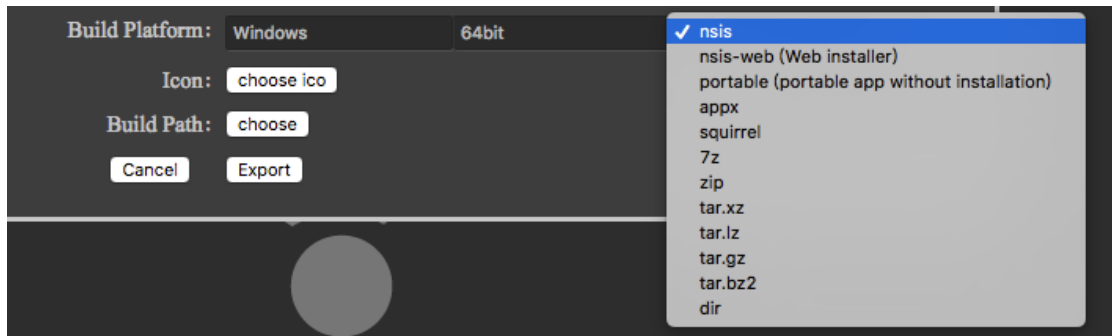 Build Platform: Windows 64bit ✓ nsis
nsis-web (Web installer)
portable (portable app without installation)
Icon: choose ico
appx
Build Path: choose
squirrel
7z
Cancel Export
zip
tar.xz
tar.lz
tar.gz
tar.bz2
dir